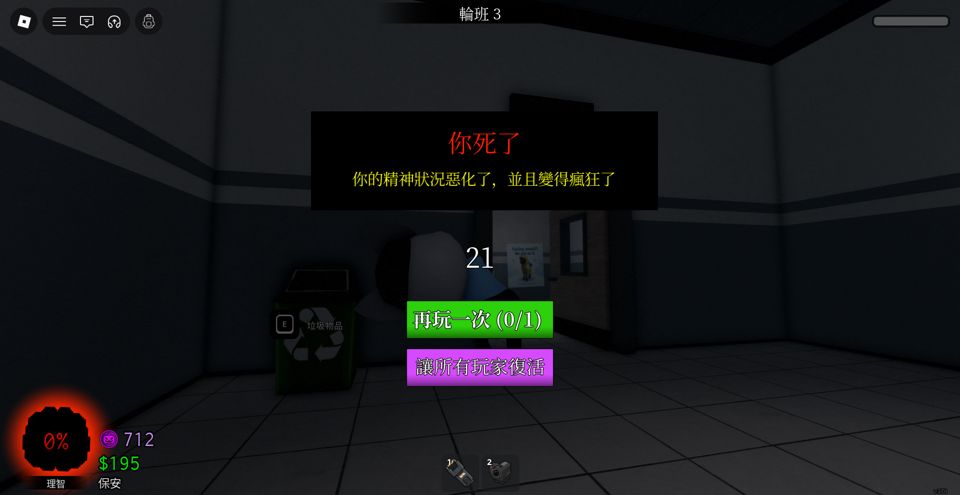 輪班 3
你死了
你的精神狀況惡化了，並且變得瘋狂了
21
再玩一次 (0/1)
讓所有玩家復活
E
垃圾物品
0%
理智
712
$195
保安
1
2